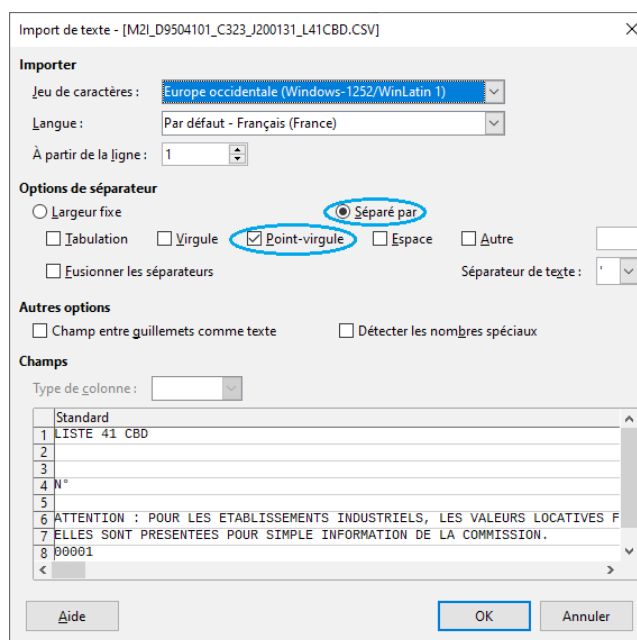 Import de texte - [M2I_D9504101_C323_J200131_L41CBD.CSV]
Importer
Jeu de caractères : Europe occidentale (Windows-1252/WinLatin 1)
Langue : Par défaut - Français (France)
À partir de la ligne : 1
Options de séparateur
Largeur fixe Séparé par
Tabulation Virgule Point-virgule Espace Autre
Fusionner les séparateurs Séparateur de texte : '
Autres options
Champ entre guillemets comme texte Détecter les nombres spéciaux
Champs
Type de colonne :
Standard
1 LISTE 41 CBD
2
3
4 N°
5
6 ATTENTION : POUR LES ETABLISSEMENTS INDUSTRIELS, LES VALEURS LOCATIVES F
7 ELLES SONT PRESENTEES POUR SIMPLE INFORMATION DE LA COMMISSION.
8 00001
Aide OK Annuler